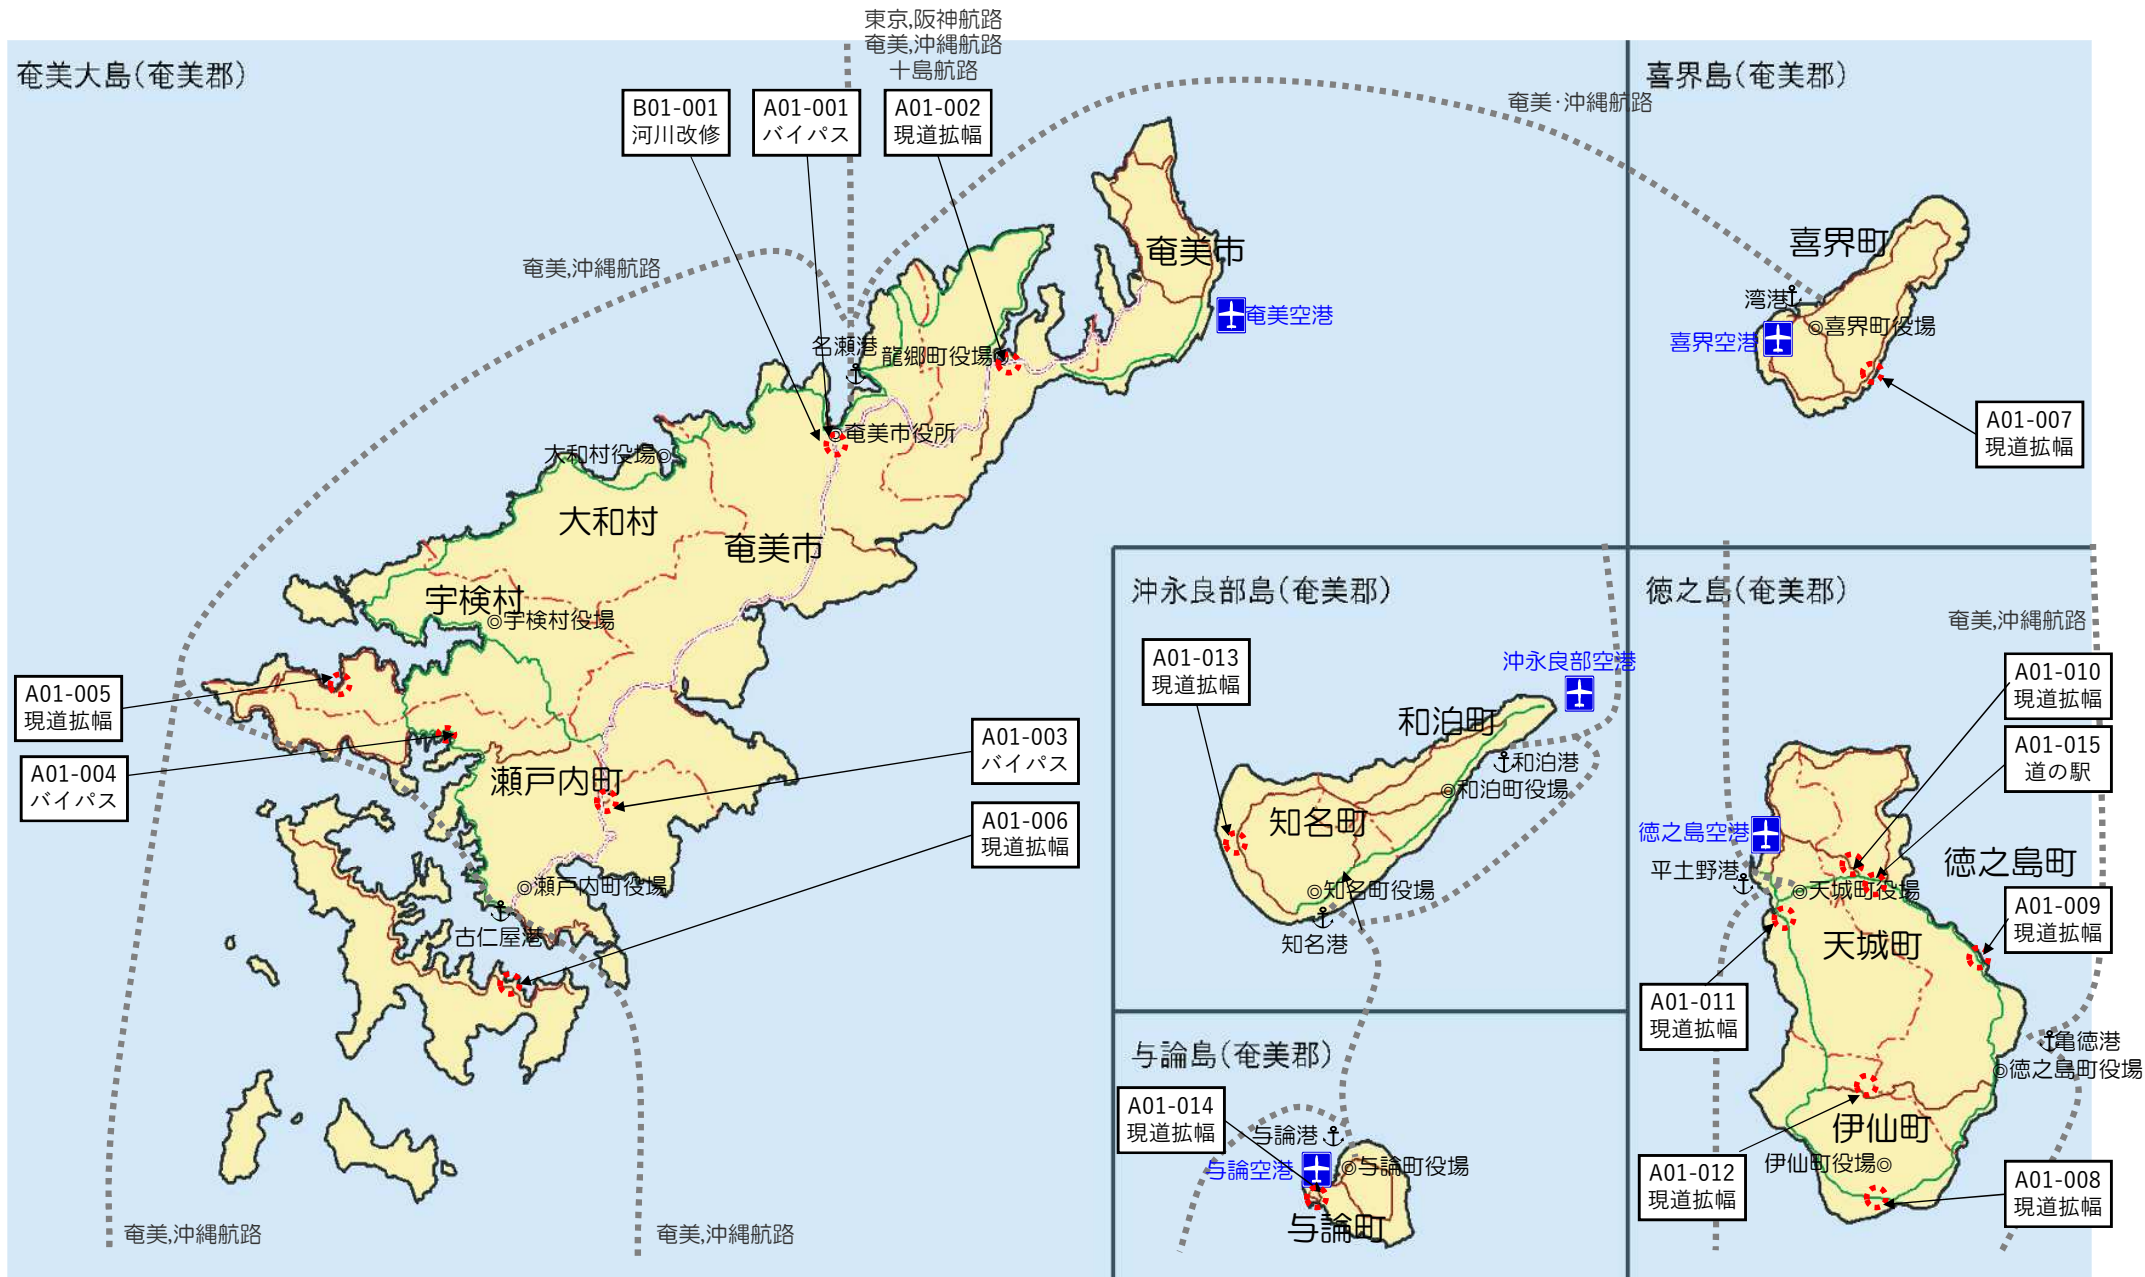 東京,阪神航路
奄美,沖縄航路
十島航路
奄美大島(奄美郡)
喜界島(奄美郡)
B01-001
河川改修
A01-001
バイパス
A01-002
現道拡幅
奄美·沖縄航路
奄美,沖縄航路
奄美市
奄美空港
喜界町
湾港
喜界町役場
喜界空港
名瀬港
龍郷町役場
A01-007
現道拡幅
奄美市役所
大和村役場
大和村
奄美市
宇検村
宇検村役場
沖永良部島(奄美郡)
徳之島(奄美郡)
奄美,沖縄航路
A01-013
現道拡幅
沖永良部空港
A01-010
現道拡幅
A01-005
現道拡幅
和泊町
A01-015
道の駅
A01-003
バイパス
A01-004
バイパス
瀬戸内町
和泊港
和泊町役場
A01-006
現道拡幅
知名町
徳之島空港
平土野港
徳之島町
天城町役場
瀬戸内町役場
知名町役場
A01-009
現道拡幅
古仁屋港
知名港
天城町
A01-011
現道拡幅
与論島(奄美郡)
亀徳港
徳之島町役場
A01-014
現道拡幅
与論港
伊仙町
与論空港
与論町役場
伊仙町役場
A01-012
現道拡幅
A01-008
現道拡幅
与論町
奄美,沖縄航路
奄美,沖縄航路